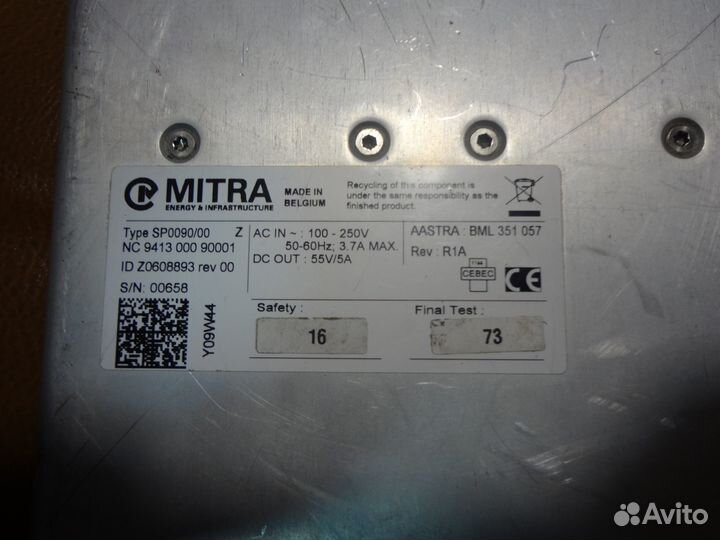 MITRA
ENERGY & INFRASTRUCTURE
MADE IN
BELGIUM
Recycling of this component is
under the same responsibility as the
finished product.
Type SP0090/00 Z
NC 9413 000 90001
ID Z0608893 rev 00
S/N: 00658
AC IN ~ : 100 - 250V
50-60Hz; 3.7A MAX.
DC OUT : 55V/5A
AASTRA : BML 351 057
Rev : R1A
CEBEC
CE
Y09W44
Safety :
16
Final Test :
73
Avito